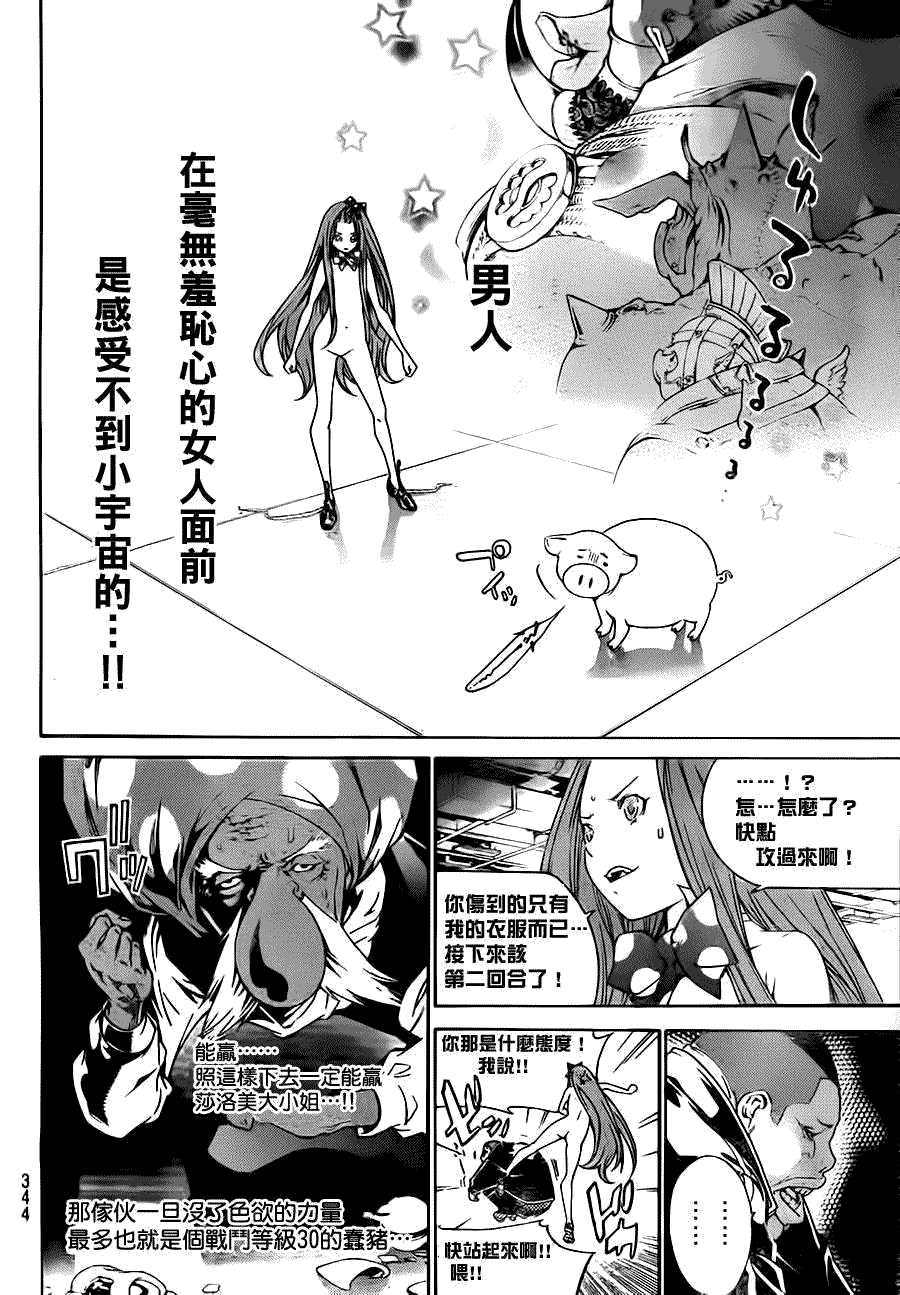 しゅるるる…
男人
在毫無羞恥心的女人面前
是感受不到小宇宙的…!!
ペイッ
……！？
怎…怎麼了？
快點
攻過來啊！
你傷到的只有
我的衣服而已…
接下來該
第二回合了！
グググ
能贏……
照這樣下去一定能贏
莎洛美大小姐…!!
那傢伙一旦沒了色欲的力量
最多也就是個戰鬥等級30的蠢豬…
…………
你那是什麼態度！
我說!!
快站起來啊!!
喂!!
344